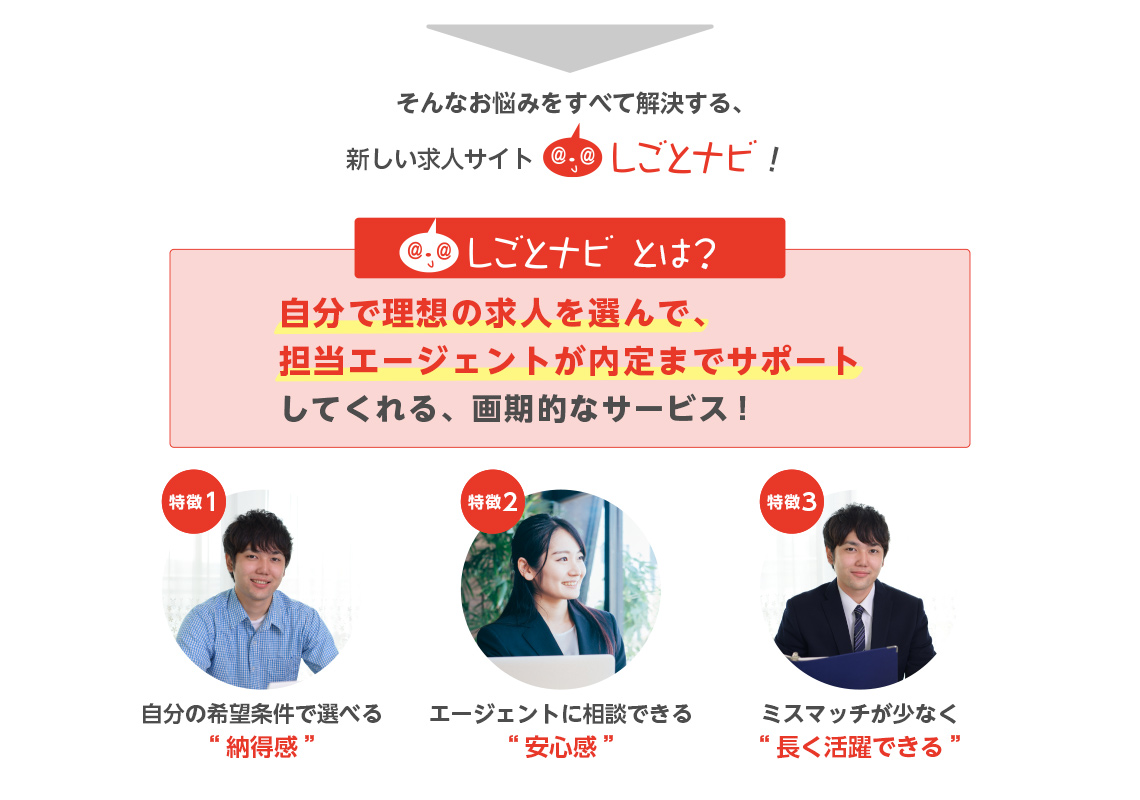 そんなお悩みをすべて解決する、
新しい求人サイト @・@ しごとナビ！
@・@ しごとナビ とは？
自分で理想の求人を選んで、
担当エージェントが内定までサポート
してくれる、画期的なサービス！
特徴1
特徴2
特徴3
自分の希望条件で選べる
“納得感”
エージェントに相談できる
“安心感”
ミスマッチが少なく
“長く活躍できる”